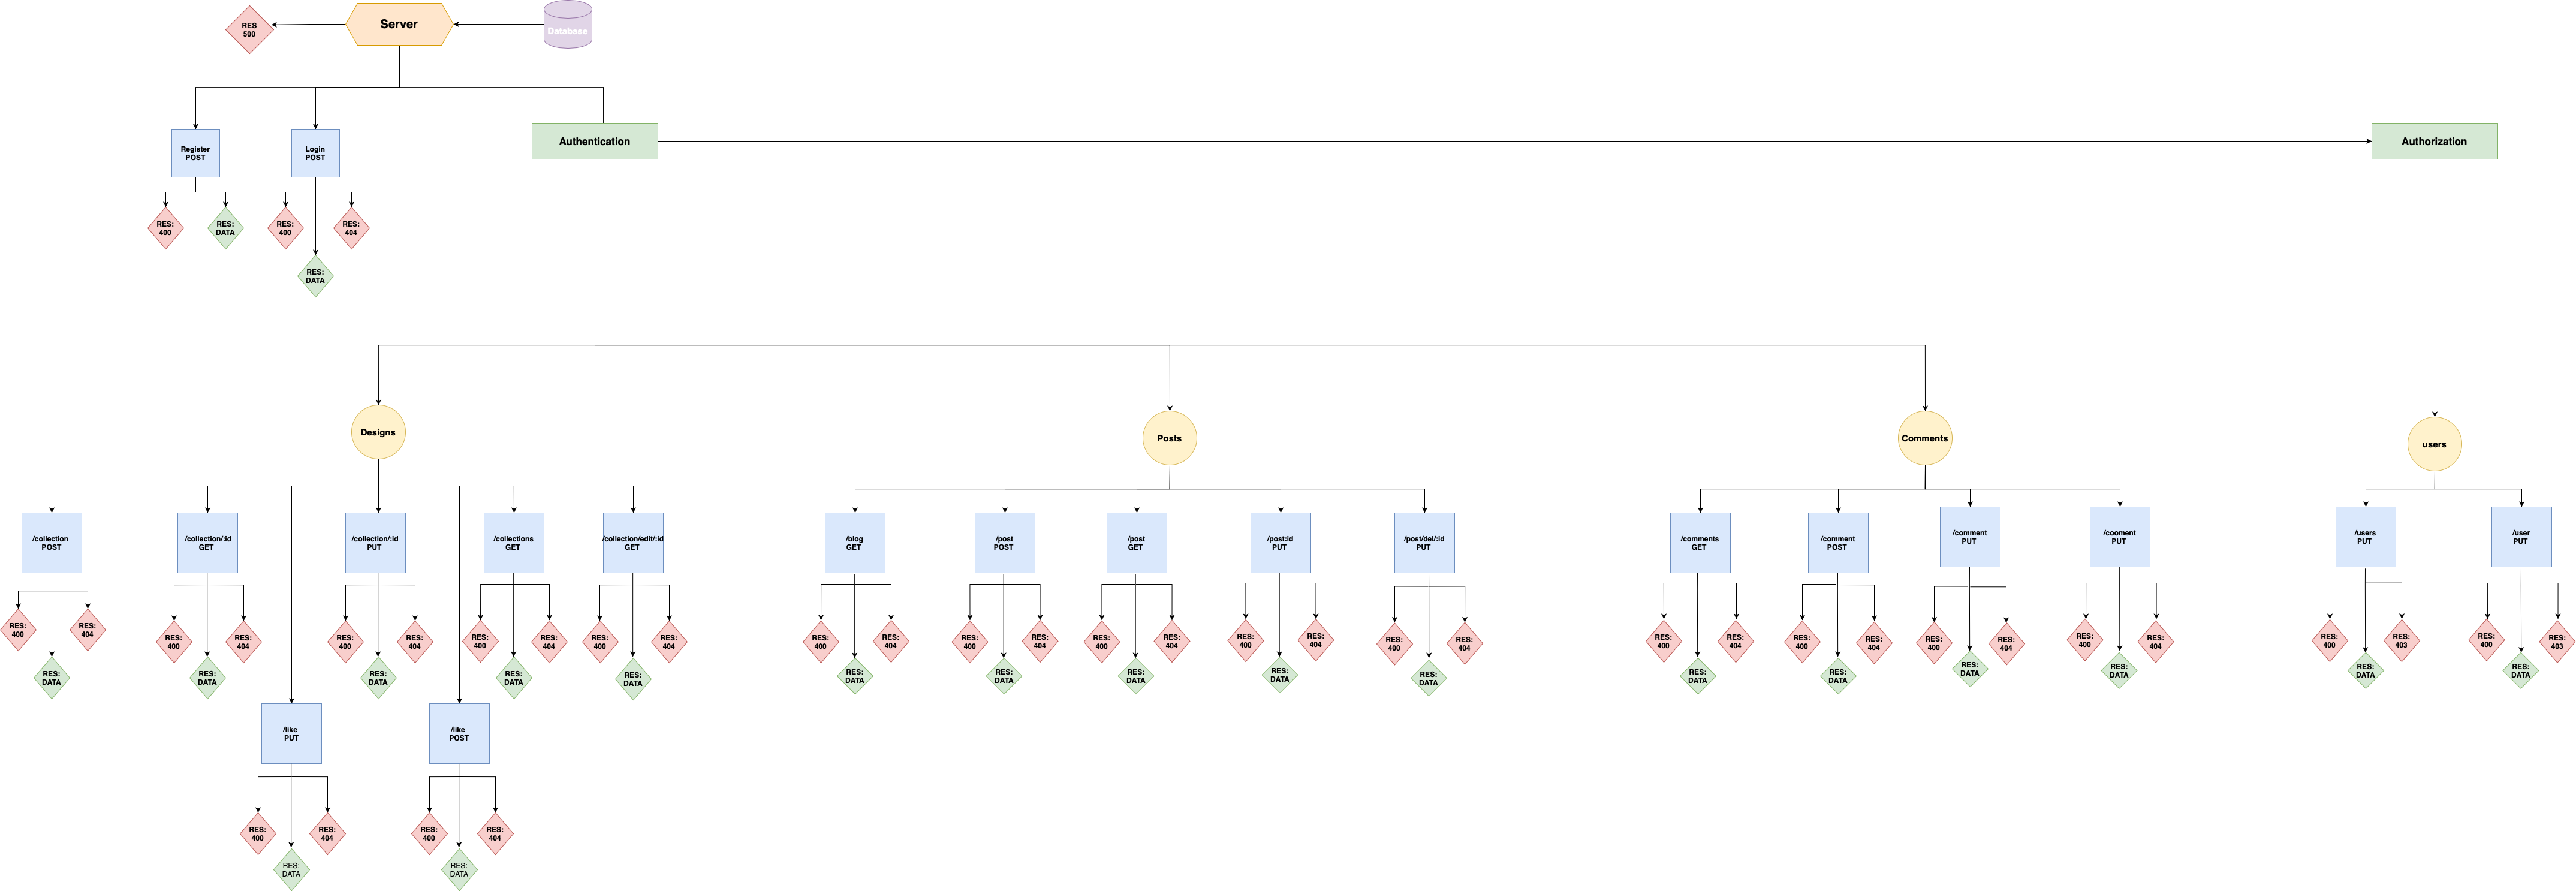 RES
500
Server
Database
Register
POST
Login
POST
Authentication
Authorization
RES:
400
RES:
DATA
RES:
400
RES:
404
RES:
DATA
Designs
Posts
Comments
users
/collection
POST
/collection/:id
GET
/collection/:id
PUT
/collections
GET
/collection/edit/:id
GET
/blog
GET
/post
POST
/post
GET
/post:id
PUT
/post/del/:id
PUT
/comments
GET
/comment
POST
/comment
PUT
/cooment
PUT
/users
PUT
/user
PUT
RES:
400
RES:
404
RES:
DATA
RES:
400
RES:
404
RES:
DATA
RES:
400
RES:
404
RES:
DATA
RES:
400
RES:
404
RES:
DATA
RES:
400
RES:
404
RES:
DATA
RES:
400
RES:
404
RES:
DATA
RES:
400
RES:
404
RES:
DATA
RES:
400
RES:
404
RES:
DATA
RES:
400
RES:
404
RES:
DATA
RES:
400
RES:
404
RES:
DATA
RES:
400
RES:
404
RES:
DATA
RES:
400
RES:
404
RES:
DATA
RES:
400
RES:
404
RES:
DATA
RES:
400
RES:
404
RES:
DATA
RES:
400
RES:
403
RES:
DATA
RES:
400
RES:
403
RES:
DATA
/like
PUT
/like
POST
RES:
400
RES:
404
RES:
DATA
RES:
400
RES:
404
RES:
DATA